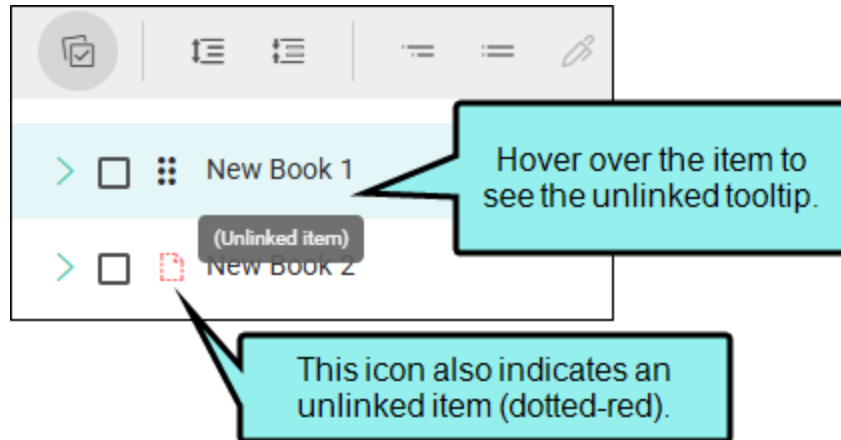 New Book 1
Hover over the item to
see the unlinked tooltip.
(Unlinked item)
New Book 2
This icon also indicates an
unlinked item (dotted-red).